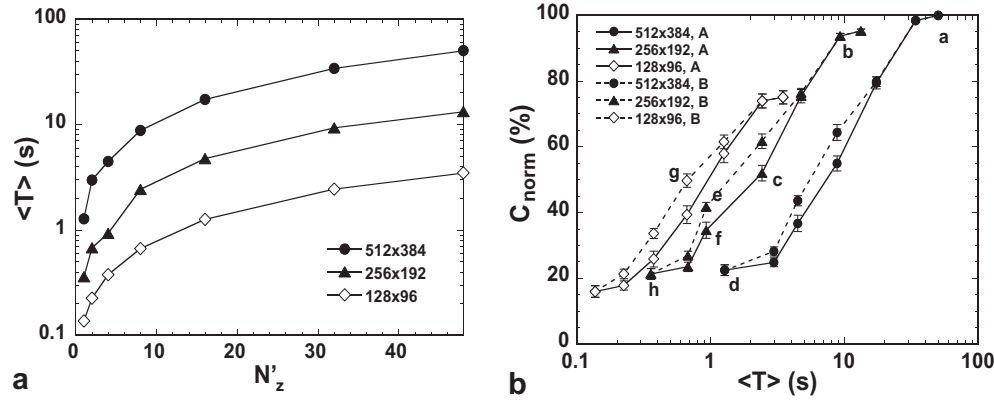 100
10
1
0.1
<T> (s)
0
10
20
30
40
N'z
512x384
256x192
128x96
a
100
80
60
40
20
0
Cnorm (%)
0.1
1
10
100
<T> (s)
512x384, A
256x192, A
128x96, A
512x384, B
256x192, B
128x96, B
a
b
g
c
e
f
h
d
b